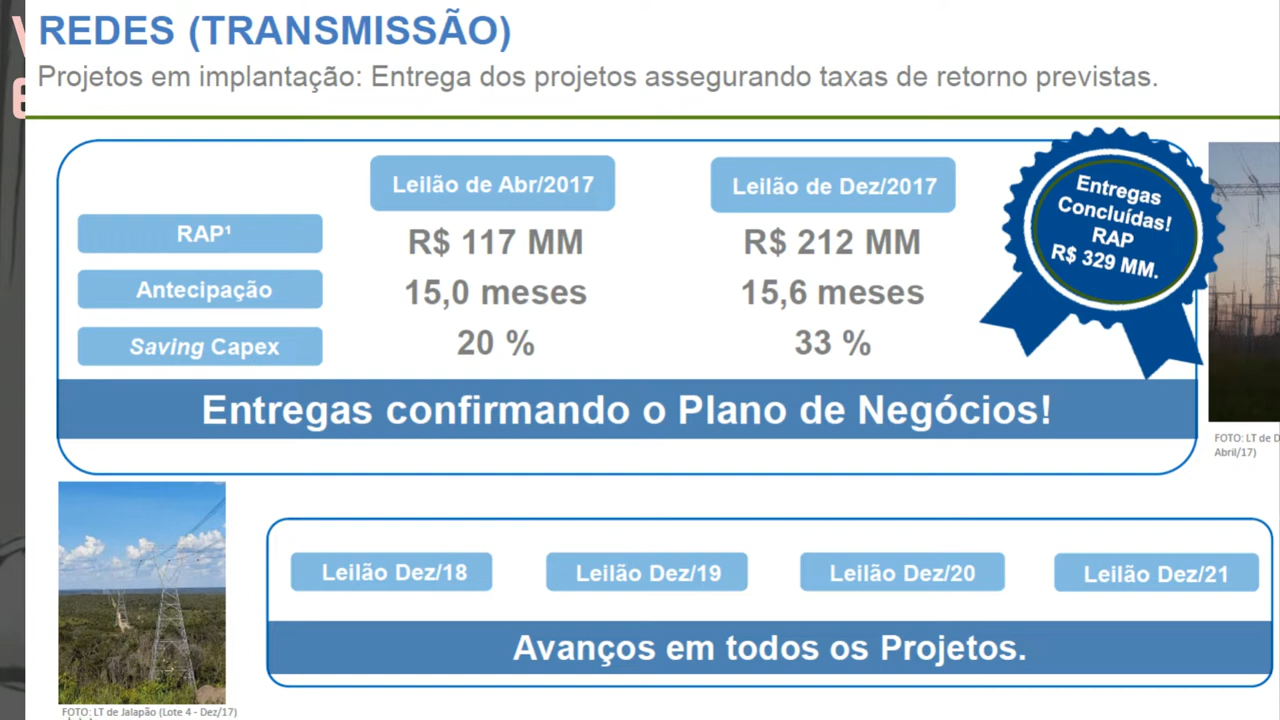 REDES (TRANSMISSÃO)
Projetos em implantação: Entrega dos projetos assegurando taxas de retorno previstas.
Leilão de Abr/2017
Leilão de Dez/2017
RAP¹
R$ 117 MM
R$ 212 MM
Antecipação
15,0 meses
15,6 meses
Saving Capex
20 %
33 %
Entregas
Concluídas!
RAP
R$ 329 MM.
Entregas confirmando o Plano de Negócios!
FOTO: LT de D
Abril/17)
Leilão Dez/18
Leilão Dez/19
Leilão Dez/20
Leilão Dez/21
Avanços em todos os Projetos.
FOTO: LT de Jalapão (Lote 4 - Dez/17)